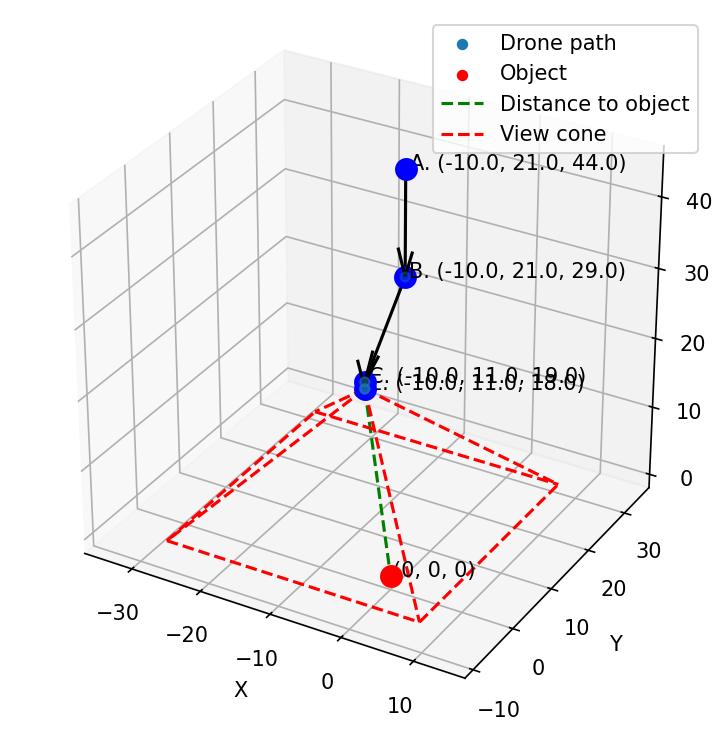 Drone path
Object
Distance to object
View cone
A. (-10.0, 21.0, 44.0)
B. (-10.0, 21.0, 29.0)
C. (-10.0, 11.0, 19.0)
(-10.0, 11.0, 18.0)
(0, 0, 0)
40
30
20
10
0
30
20
10
0
−10
Y
−30
−20
−10
0
10
X